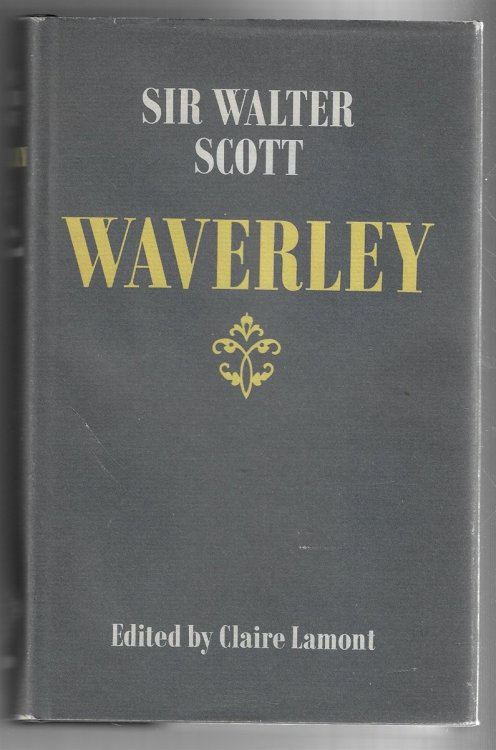 SIR WALTER
SCOTT
WAVERLEY
Edited by Claire Lamont